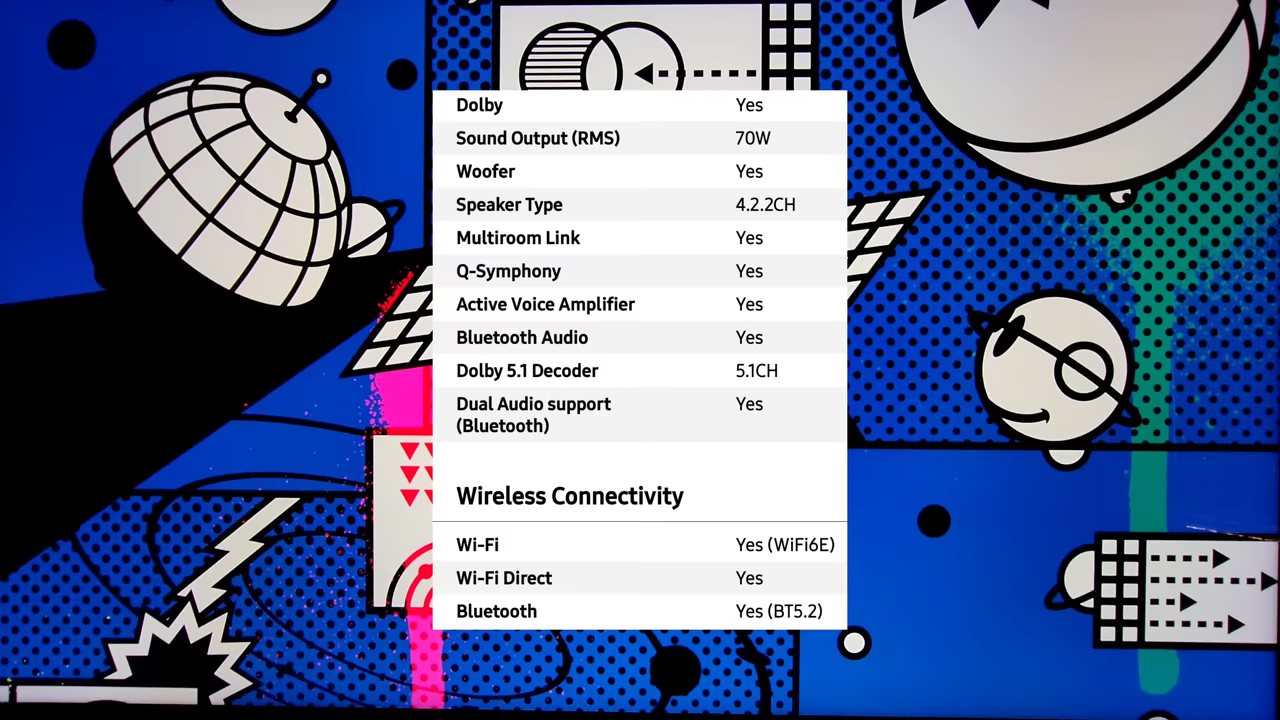 Dolby Yes
Sound Output (RMS) 70W
Woofer Yes
Speaker Type 4.2.2CH
Multiroom Link Yes
Q-Symphony Yes
Active Voice Amplifier Yes
Bluetooth Audio Yes
Dolby 5.1 Decoder 5.1CH
Dual Audio support Yes
(Bluetooth)
Wireless Connectivity
Wi-Fi Yes (WiFi6E)
Wi-Fi Direct Yes
Bluetooth Yes (BT5.2)